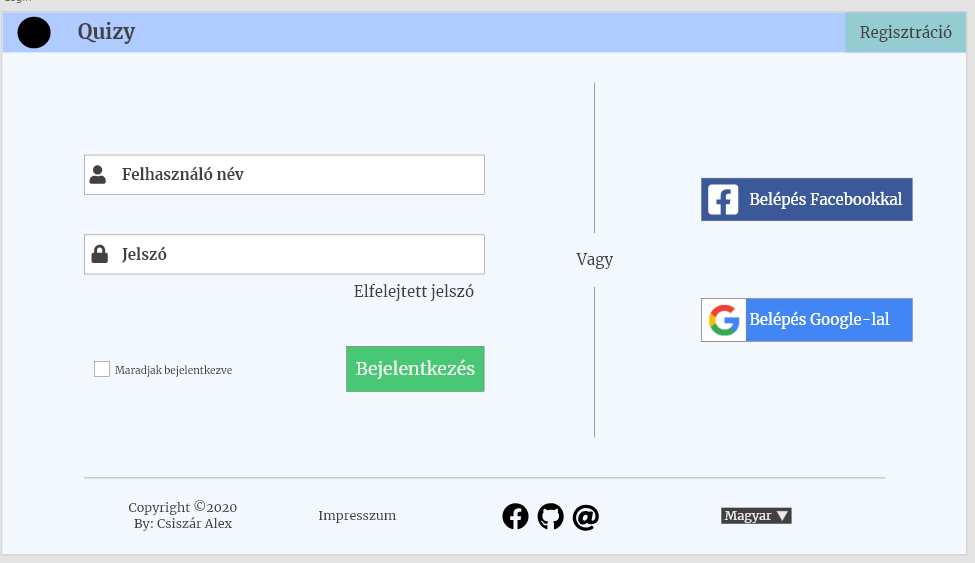 Login
Quizy
Regisztráció
Felhasználó név
Jelszó
Elfelejtett jelszó
Maradjak bejelentkezve
Bejelentkezés
Vagy
Belépés Facebookkal
Belépés Google-lal
Copyright ©2020
By: Csiszár Alex
Impresszum
Magyar ▼